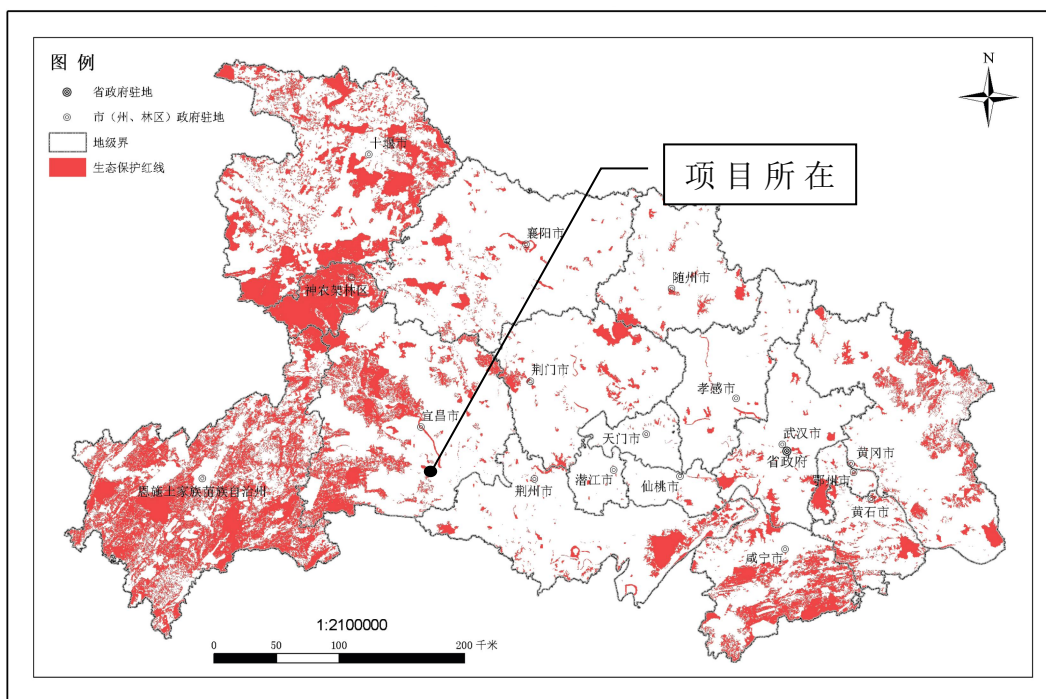 图 例
省政府驻地
市（州、林区）政府驻地
地级界
生态保护红线
N
项目所在
十堰市
襄阳市
随州市
神农架林区
荆门市
孝感市
宜昌市
天门市
武汉市
省政府
黄冈市
恩施土家族苗族自治州
荆州市
潜江市
仙桃市
鄂州市
黄石市
咸宁市
1:2100000
0 50 100 200 千米